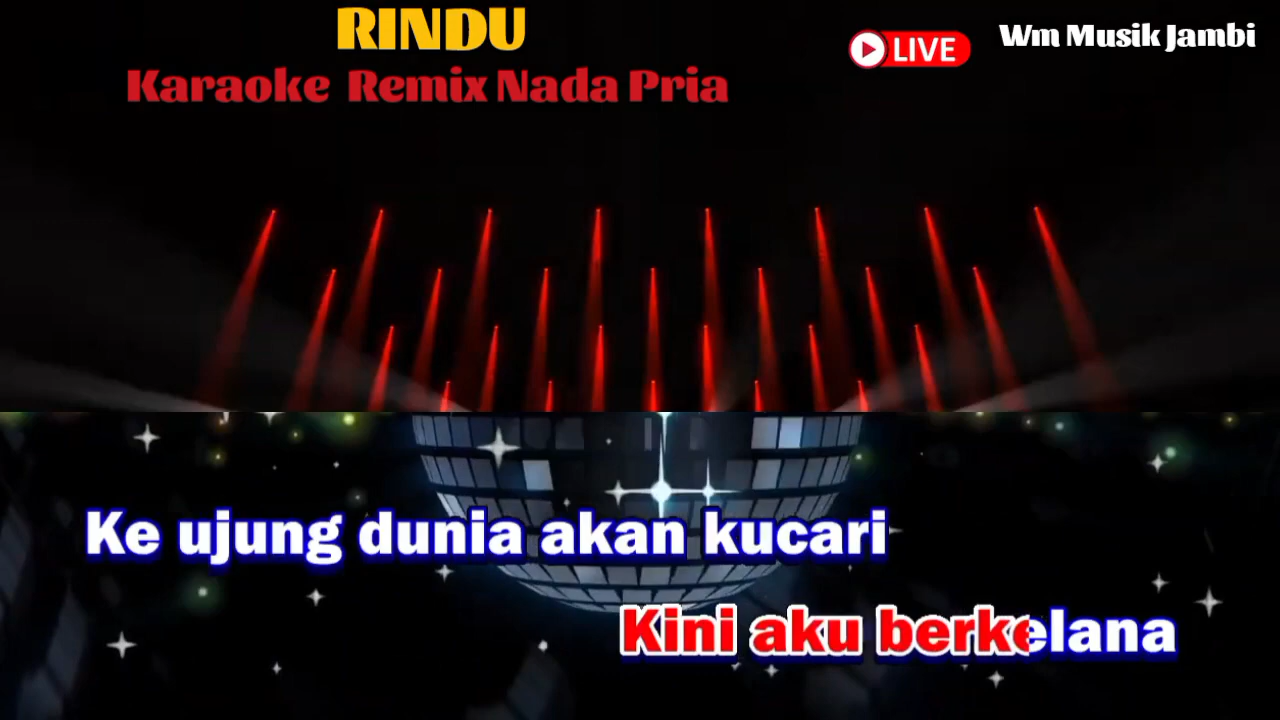 RINDU
Karaoke Remix Nada Pria
LIVE
Wm Musik Jambi
Ke ujung dunia akan kucari
Kini aku berkelana